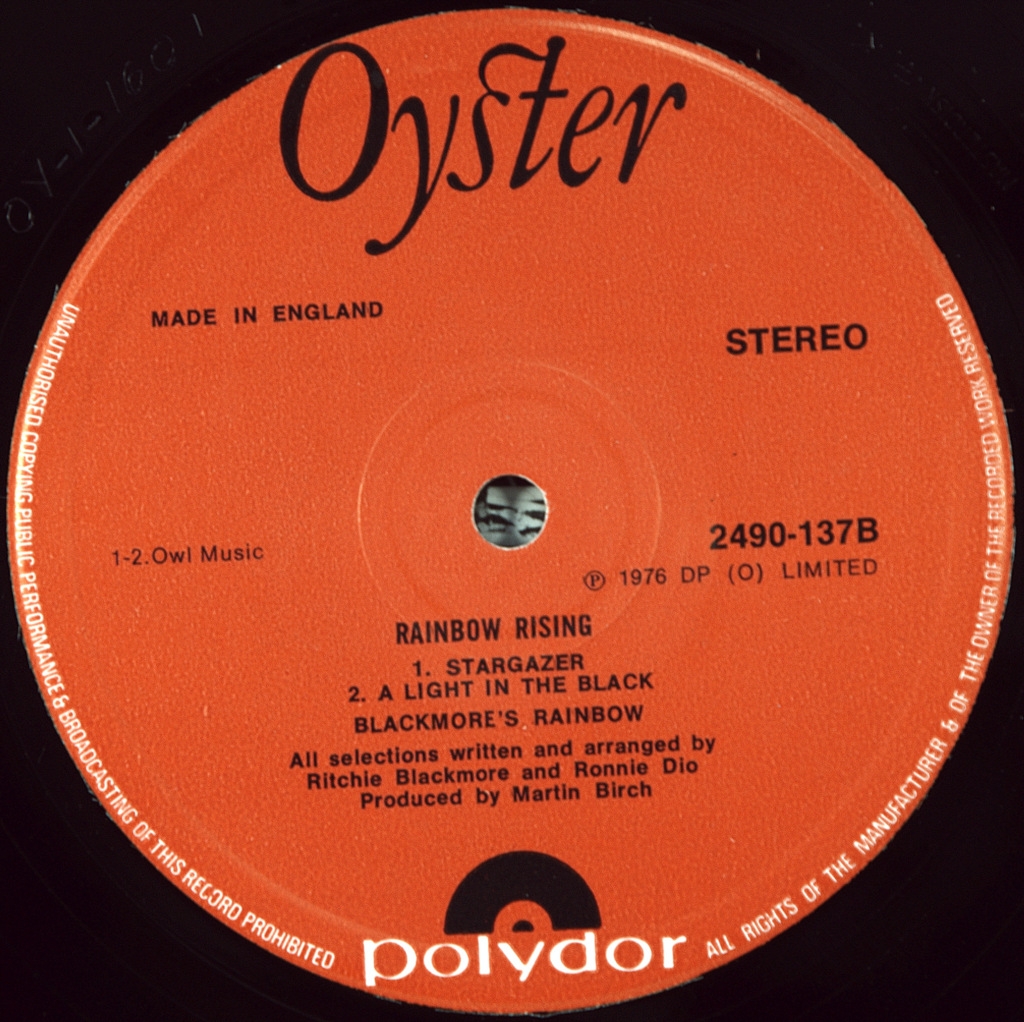 Oyster
MADE IN ENGLAND
STEREO
1-2.Owl Music
2490-137B
℗ 1976 DP (O) LIMITED
RAINBOW RISING
1. STARGAZER
2. A LIGHT IN THE BLACK
BLACKMORE'S RAINBOW
All selections written and arranged by
Ritchie Blackmore and Ronnie Dio
Produced by Martin Birch
polydor
UNAUTHORISED COPYING PUBLIC PERFORMANCE & BROADCASTING OF THIS RECORD PROHIBITED
ALL RIGHTS OF THE MANUFACTURER & OF THE OWNER OF THE RECORDED WORK RESERVED
OY-1-1601